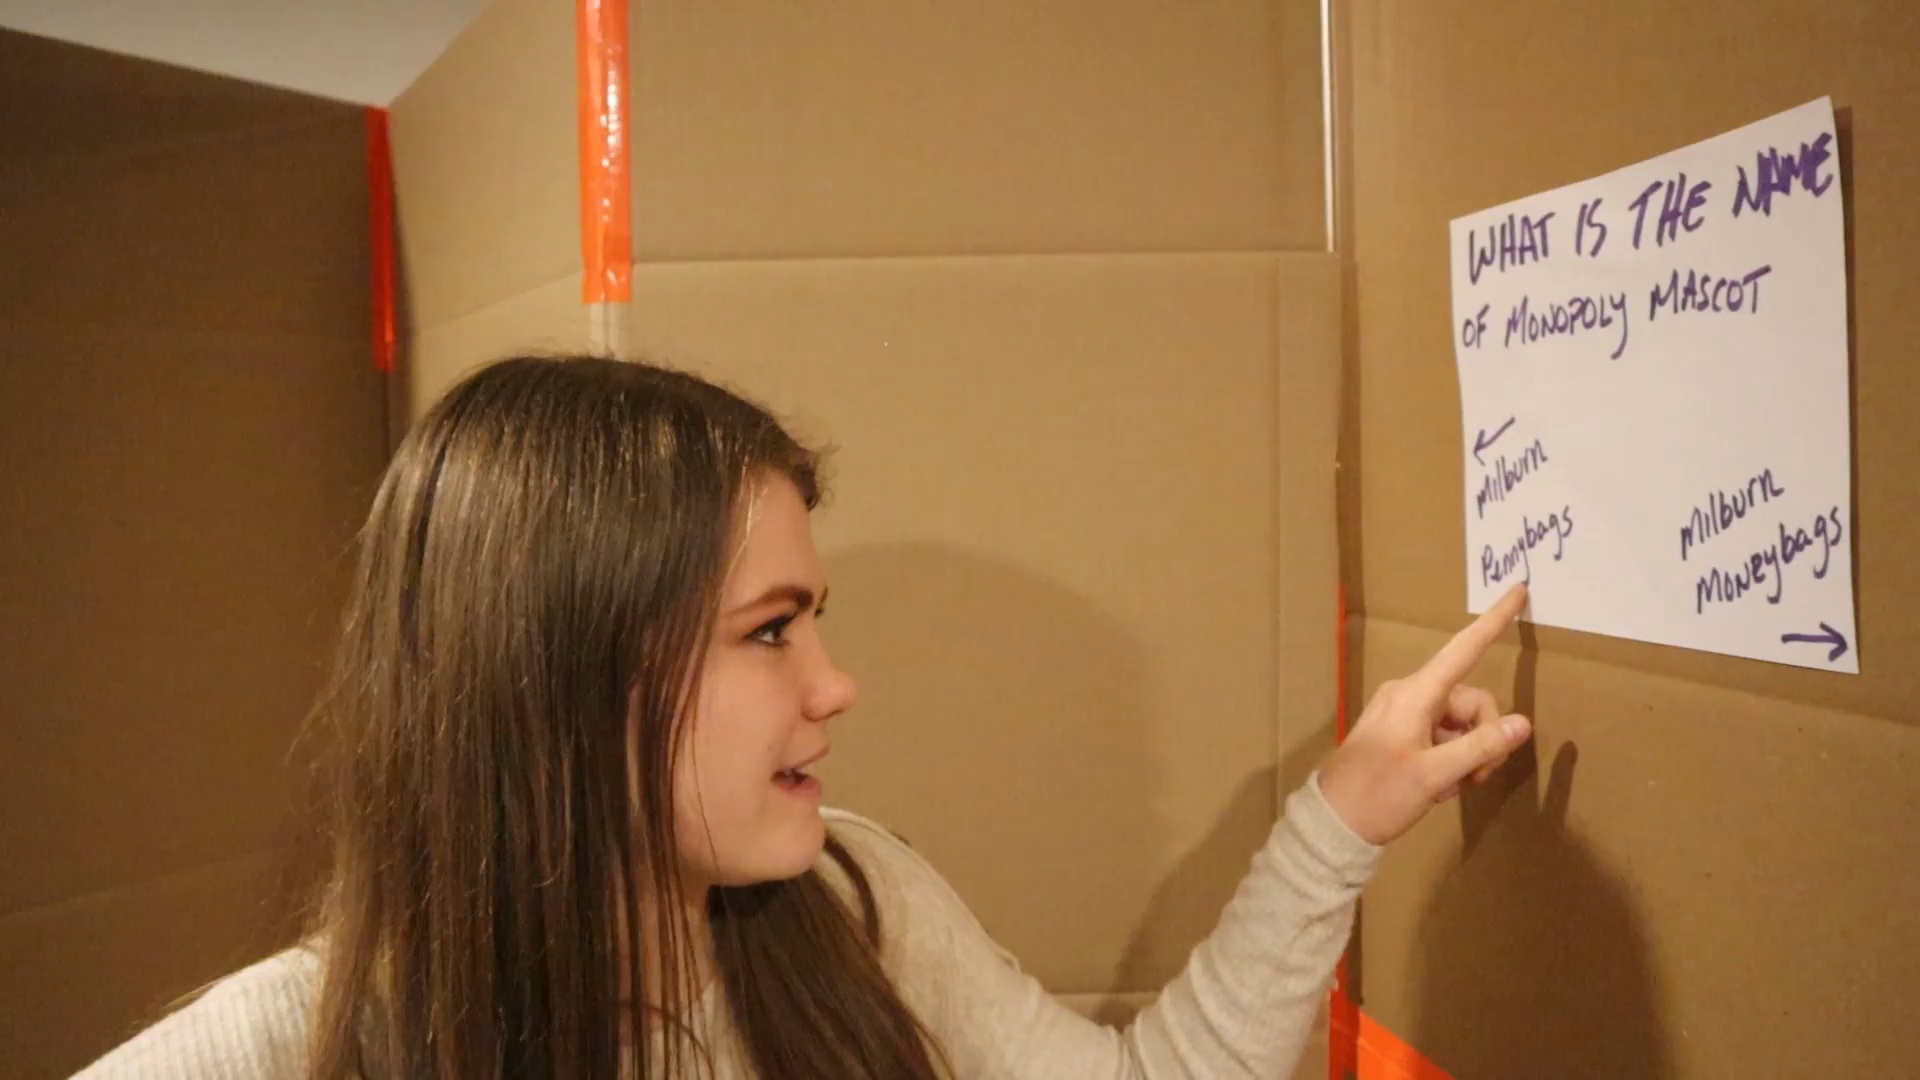 WHAT IS THE NAME
OF MONOPOLY MASCOT
←
Milburn
Pennybags
Milburn
Moneybags
→